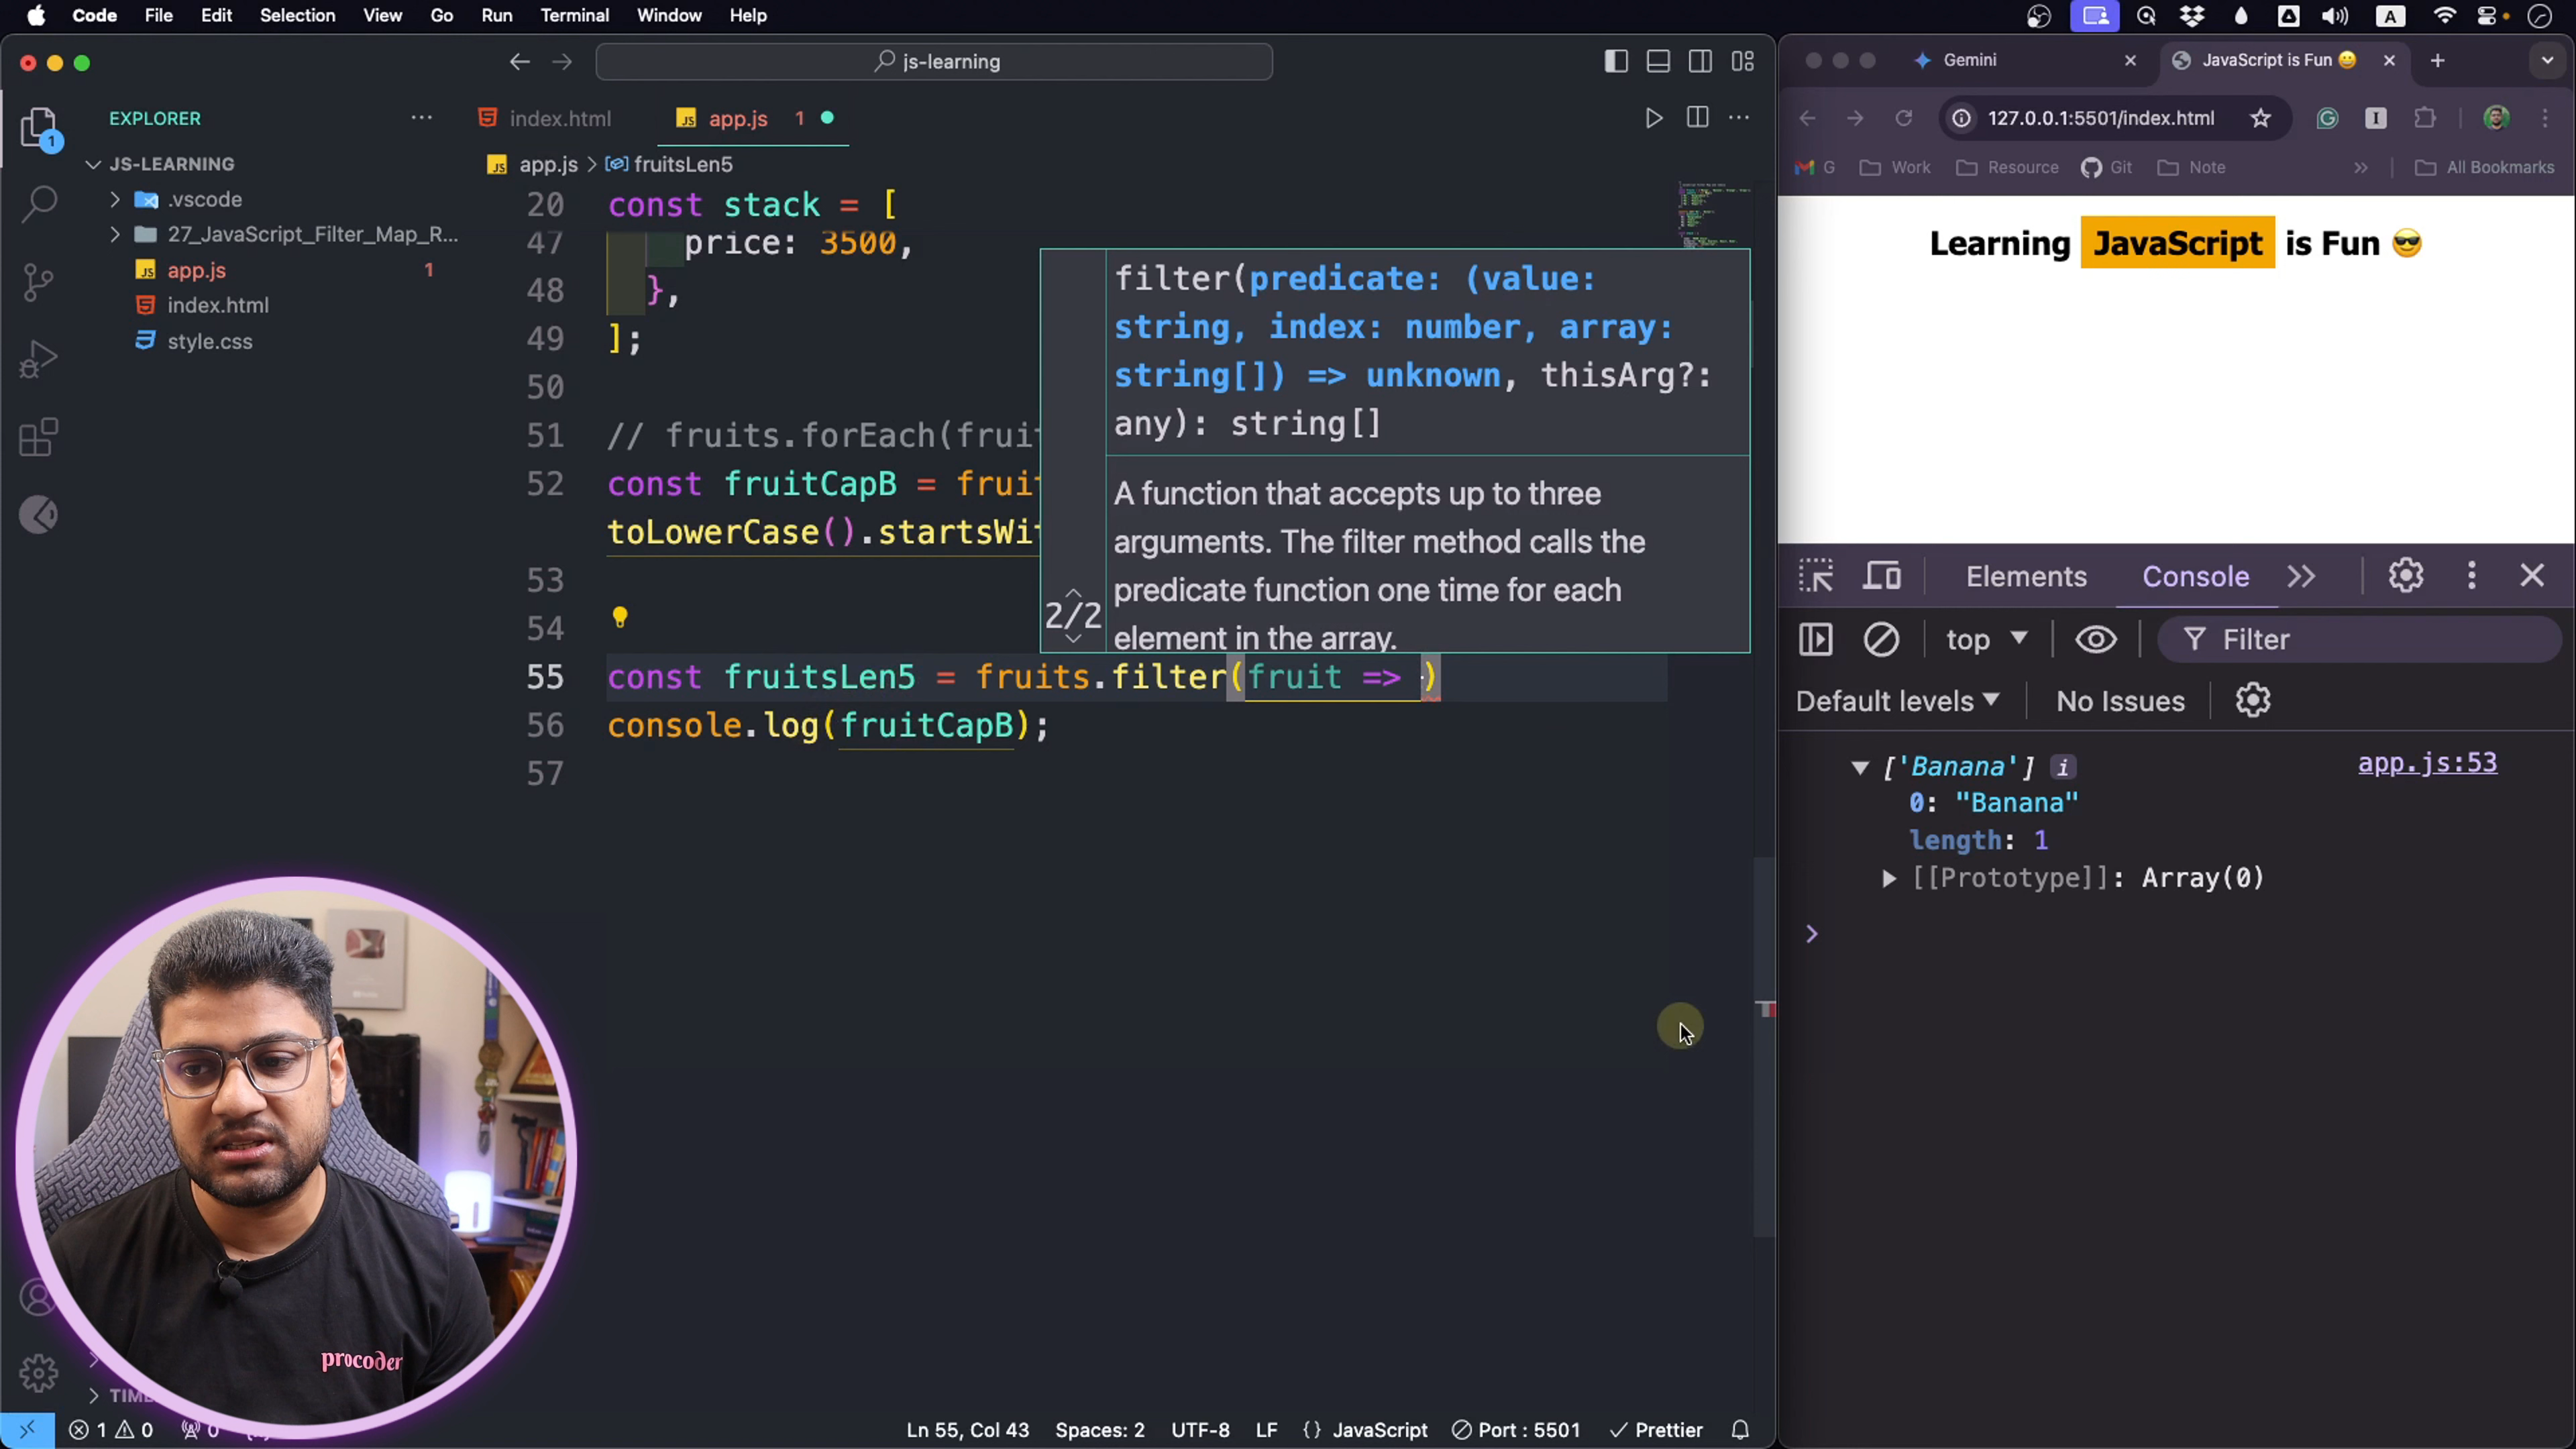 Code File Edit Selection View Go Run Terminal Window Help
A
js-learning
EXPLORER
1
JS-LEARNING
.vscode
27_JavaScript_Filter_Map_R...
app.js 1
index.html
style.css
index.html
app.js 1
app.js > fruitsLen5
20 const stack = [
47 price: 3500,
48 },
49 ];
50
51 // fruits.forEach(frui
52 const fruitCapB = frui
toLowerCase().startsWi
53
54
55 const fruitsLen5 = fruits.filter(fruit => )
56 console.log(fruitCapB);
57
filter(predicate: (value:
string, index: number, array:
string[]) => unknown, thisArg?:
any): string[]
A function that accepts up to three
arguments. The filter method calls the
predicate function one time for each
element in the array.
2/2
procoder
1 0 0
Ln 55, Col 43 Spaces: 2 UTF-8 LF {} JavaScript Port : 5501 Prettier
Gemini
JavaScript is Fun 😀
127.0.0.1:5501/index.html
G Work Resource Git Note >> All Bookmarks
Learning JavaScript is Fun 😎
Elements Console
top Filter
Default levels No Issues
['Banana'] i app.js:53
0: "Banana"
length: 1
[[Prototype]]: Array(0)